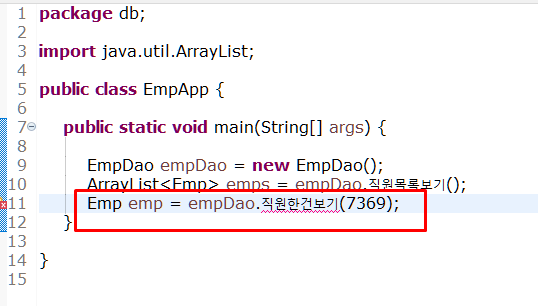 1 package db;
2
3 import java.util.ArrayList;
4
5 public class EmpApp {
6
7 public static void main(String[] args) {
8
9 EmpDao empDao = new EmpDao();
10 ArrayList<Emp> emps = empDao.직원목록보기();
11 Emp emp = empDao.직원한건보기(7369);
12 }
13
14 }
15